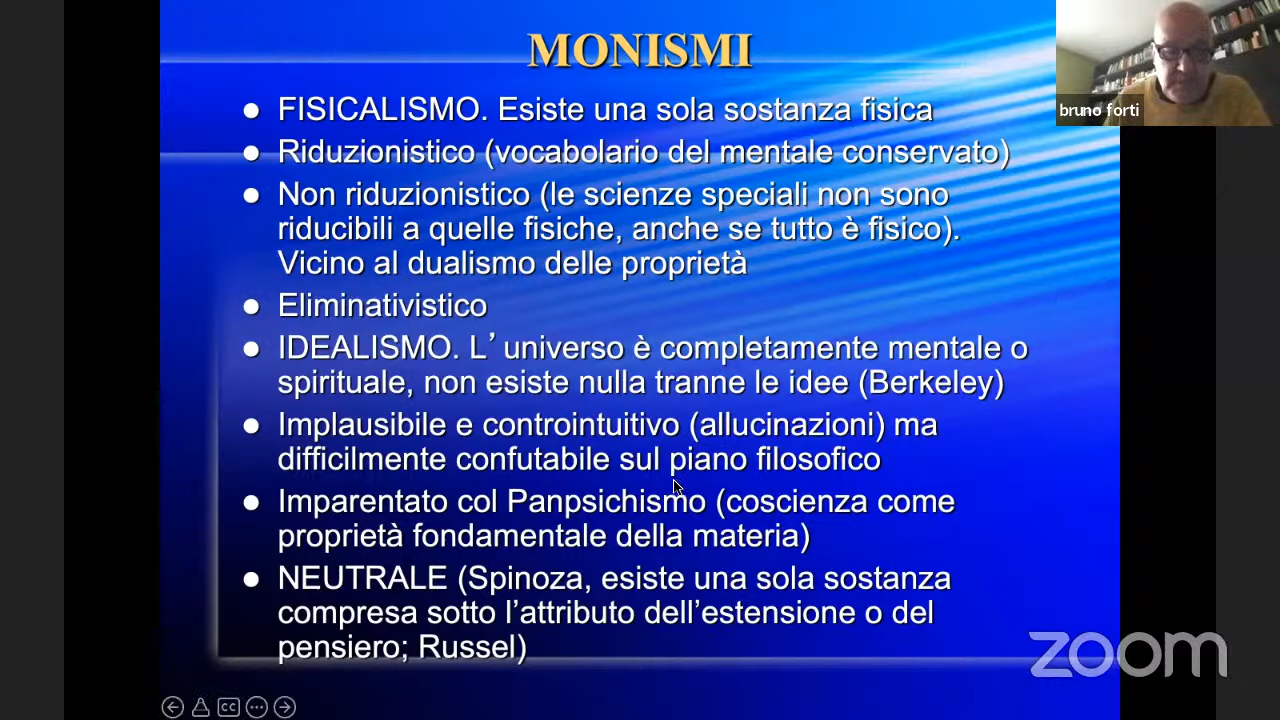 MONISMI
bruno forti
● FISICALISMO. Esiste una sola sostanza fisica
● Riduzionistico (vocabolario del mentale conservato)
● Non riduzionistico (le scienze speciali non sono
riducibili a quelle fisiche, anche se tutto è fisico).
Vicino al dualismo delle proprietà
● Eliminativistico
● IDEALISMO. L’ universo è completamente mentale o
spirituale, non esiste nulla tranne le idee (Berkeley)
● Implausibile e controintuitivo (allucinazioni) ma
difficilmente confutabile sul piano filosofico
● Imparentato col Panpsichismo (coscienza come
proprietà fondamentale della materia)
● NEUTRALE (Spinoza, esiste una sola sostanza
compresa sotto l’attributo dell’estensione o del
pensiero; Russel)
zoom
CC